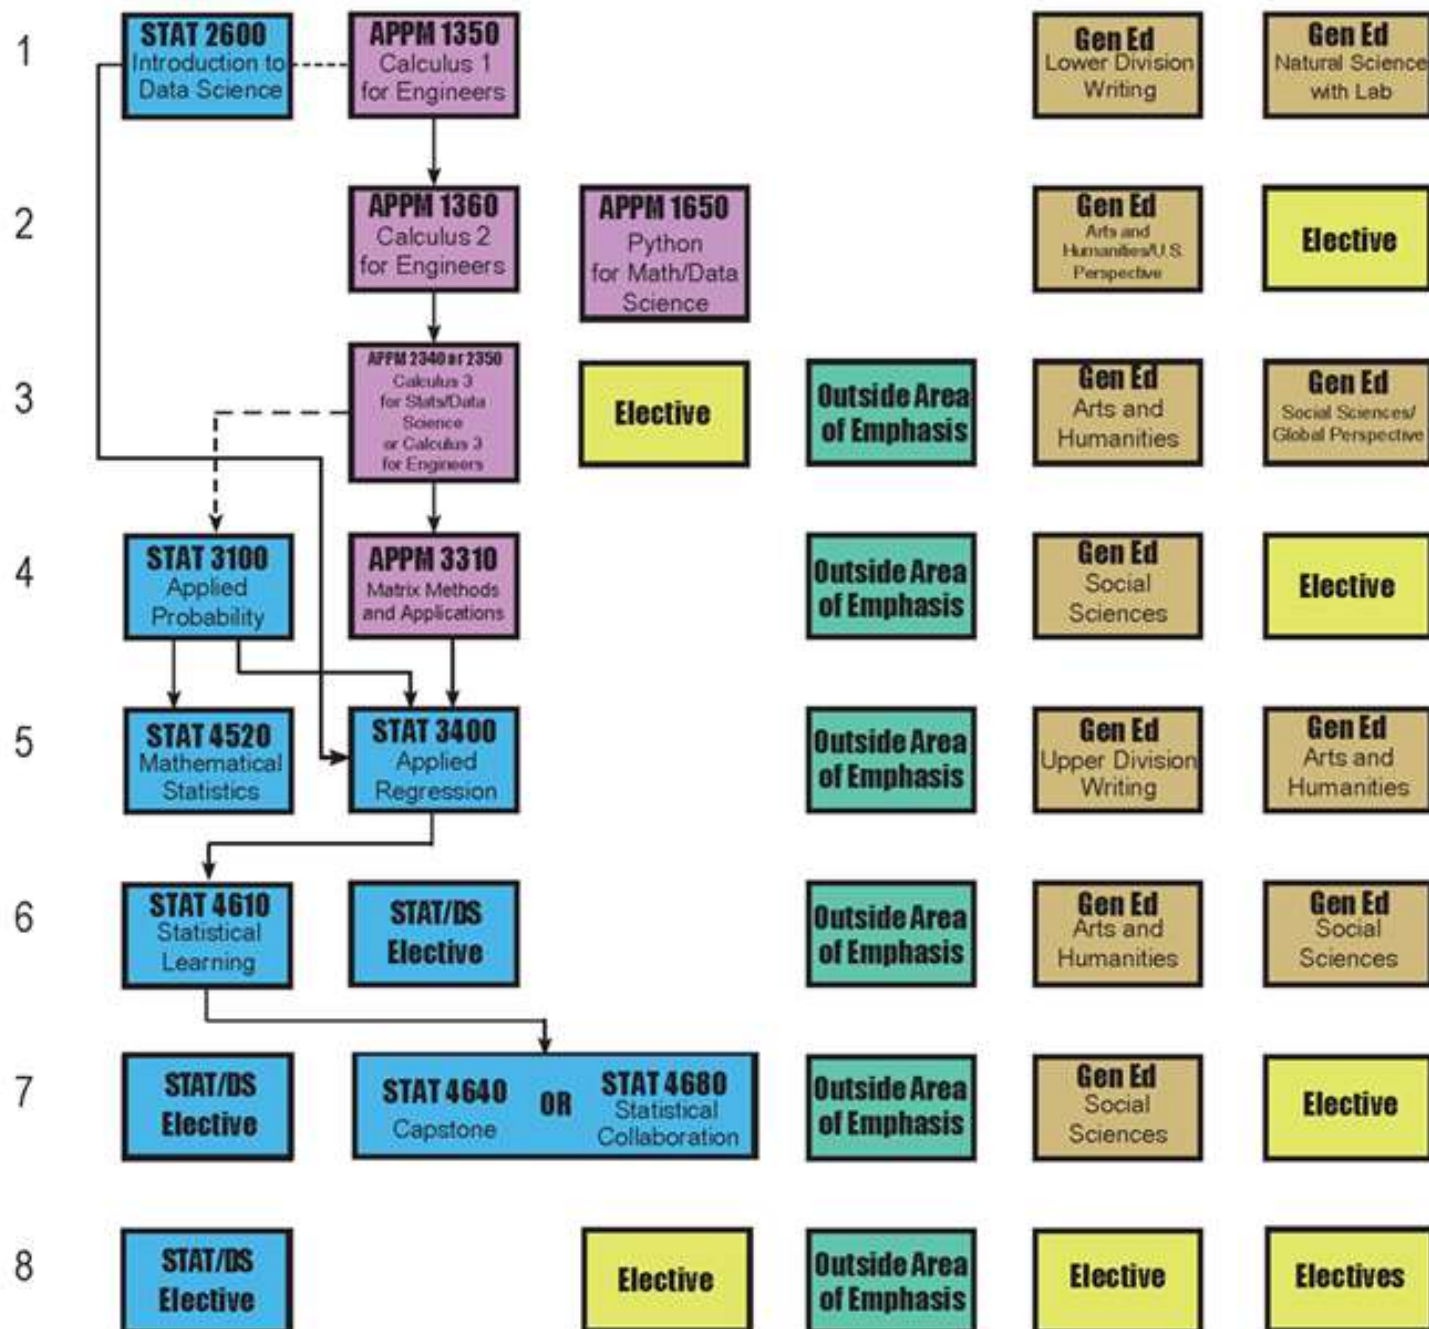 1
STAT 2600
Introduction to
Data Science
APPM 1350
Calculus 1
for Engineers
Gen Ed
Lower Division
Writing
Gen Ed
Natural Science
with Lab
2
APPM 1360
Calculus 2
for Engineers
APPM 1650
Python
for Math/Data
Science
Gen Ed
Arts and
Humanities/U.S.
Perspective
Elective
3
APPM 2340 or 2350
Calculus 3
for Stats/Data
Science
or Calculus 3
for Engineers
Elective
Outside Area
of Emphasis
Gen Ed
Arts and
Humanities
Gen Ed
Social Sciences/
Global Perspective
4
STAT 3100
Applied
Probability
APPM 3310
Matrix Methods
and Applications
Outside Area
of Emphasis
Gen Ed
Social
Sciences
Elective
5
STAT 4520
Mathematical
Statistics
STAT 3400
Applied
Regression
Outside Area
of Emphasis
Gen Ed
Upper Division
Writing
Gen Ed
Arts and
Humanities
6
STAT 4610
Statistical
Learning
STAT/DS
Elective
Outside Area
of Emphasis
Gen Ed
Arts and
Humanities
Gen Ed
Social
Sciences
7
STAT/DS
Elective
STAT 4640
Capstone
OR
STAT 4680
Statistical
Collaboration
Outside Area
of Emphasis
Gen Ed
Social
Sciences
Elective
8
STAT/DS
Elective
Elective
Outside Area
of Emphasis
Elective
Electives